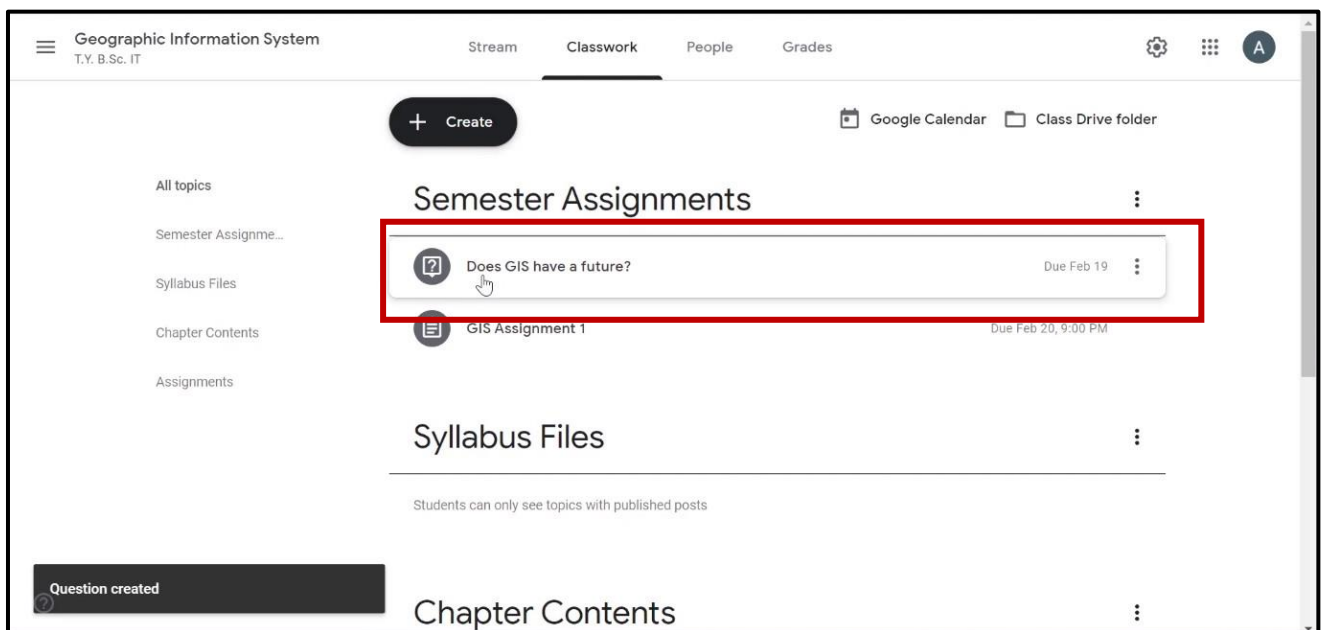 Geographic Information System
T.Y. B.Sc. IT
Stream Classwork People Grades
A
+ Create
Google Calendar Class Drive folder
All topics
Semester Assignme...
Syllabus Files
Chapter Contents
Assignments
Semester Assignments
Does GIS have a future? Due Feb 19
GIS Assignment 1 Due Feb 20, 9:00 PM
Syllabus Files
Students can only see topics with published posts
Chapter Contents
Question created